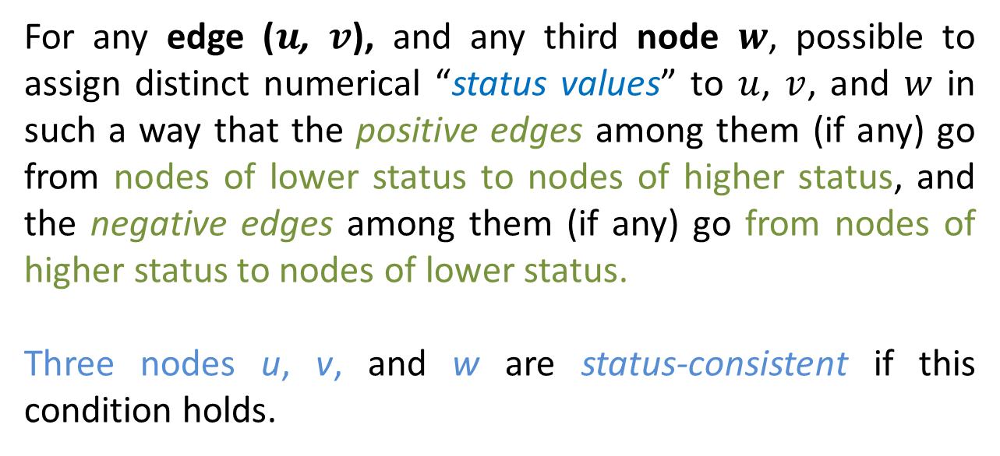 For any edge (u, v), and any third node w, possible to
assign distinct numerical “status values” to u, v, and w in
such a way that the positive edges among them (if any) go
from nodes of lower status to nodes of higher status, and
the negative edges among them (if any) go from nodes of
higher status to nodes of lower status.
Three nodes u, v, and w are status-consistent if this
condition holds.